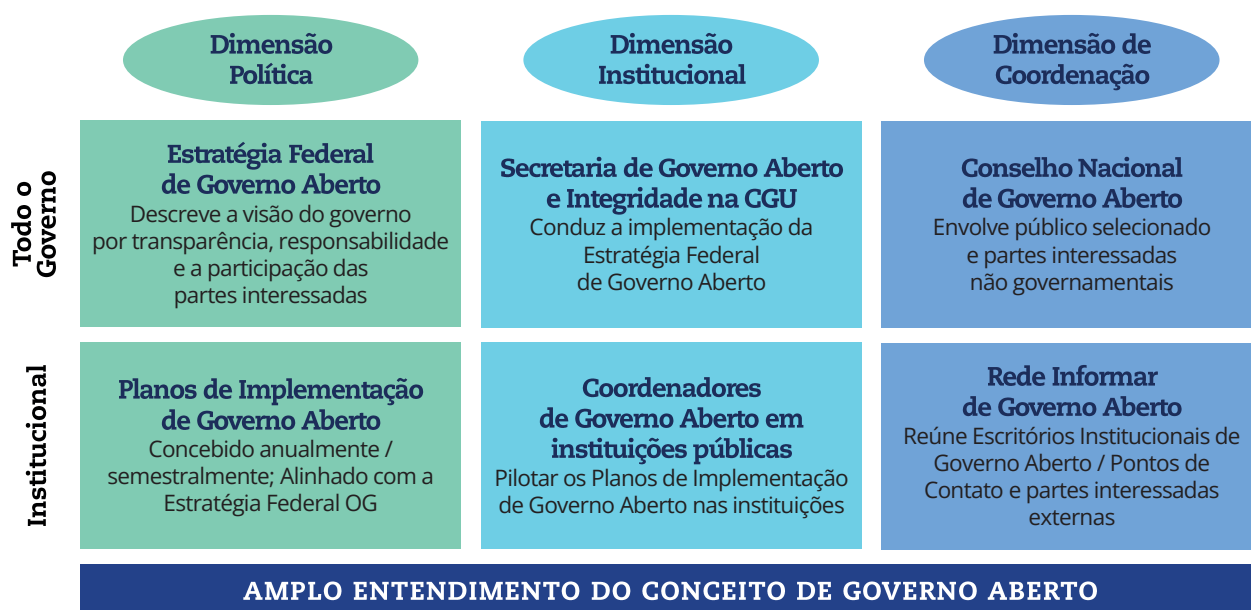 Dimensão
Política
Dimensão
Institucional
Dimensão de
Coordenação
Todo o
Governo
Estratégia Federal
de Governo Aberto
Descreve a visão do governo
por transparência, responsabilidade
e a participação das
partes interessadas
Secretaria de Governo Aberto
e Integridade na CGU
Conduz a implementação da
Estratégia Federal
de Governo Aberto
Conselho Nacional
de Governo Aberto
Envolve público selecionado
e partes interessadas
não governamentais
Institucional
Planos de Implementação
de Governo Aberto
Concebido anualmente /
semestralmente; Alinhado com a
Estratégia Federal OG
Coordenadores
de Governo Aberto em
instituições públicas
Pilotar os Planos de Implementação
de Governo Aberto nas instituições
Rede Informar
de Governo Aberto
Reúne Escritórios Institucionais de
Governo Aberto / Pontos de
Contato e partes interessadas
externas
AMPLO ENTENDIMENTO DO CONCEITO DE GOVERNO ABERTO